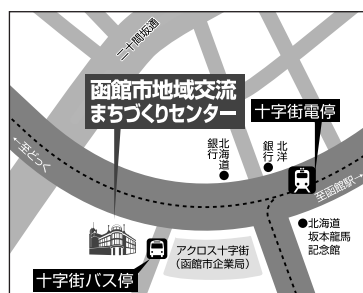 二十間坂通
函館市地域交流
まちづくりセンター
十字街電停
北海道
銀行
北洋
銀行
←至どっく
至函館駅→
北海道
坂本龍馬
記念館
アクロス十字街
(函館市企業局)
十字街バス停